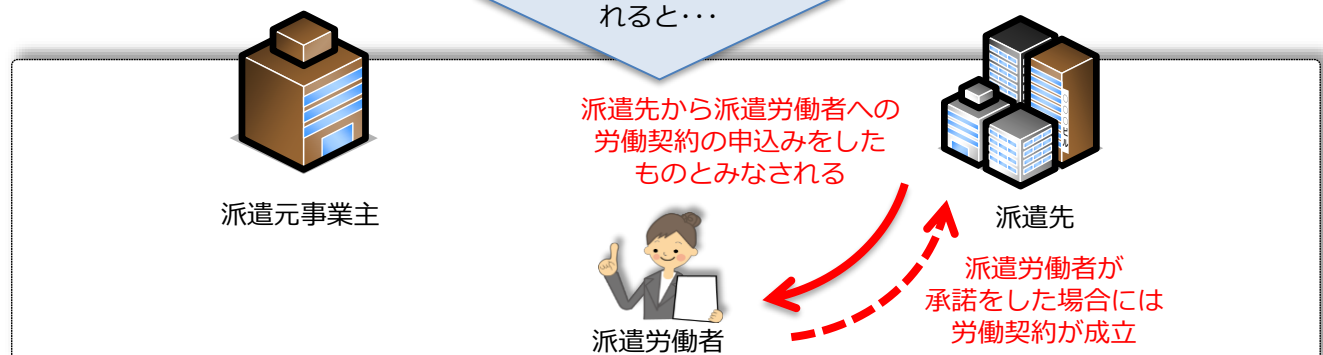 れると･･･
派遣先から派遣労働者への
労働契約の申込みをした
ものとみなされる
派遣元事業主
派遣先
派遣労働者が
承諾をした場合には
労働契約が成立
派遣労働者